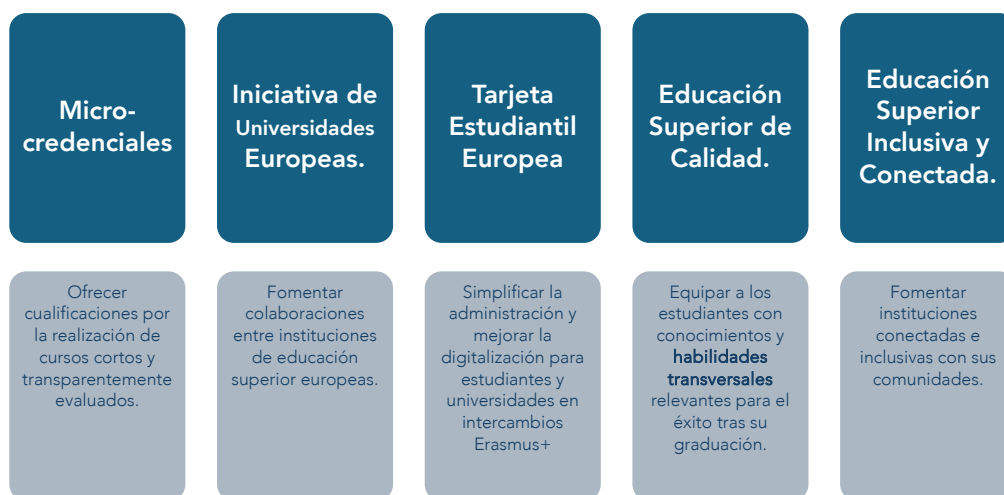 Micro-
credenciales
Iniciativa de
Universidades
Europeas.
Tarjeta
Estudiantil
Europea
Educación
Superior de
Calidad.
Educación
Superior
Inclusiva y
Conectada.
Ofrecer
cualificaciones por
la realización de
cursos cortos y
transparentemente
evaluados.
Fomentar
colaboraciones
entre instituciones
de educación
superior europeas.
Simplificar la
administración y
mejorar la
digitalización para
estudiantes y
universidades en
intercambios
Erasmus+
Equipar a los
estudiantes con
conocimientos y
habilidades
transversales
relevantes para el
éxito tras su
graduación.
Fomentar
instituciones
conectadas e
inclusivas con sus
comunidades.